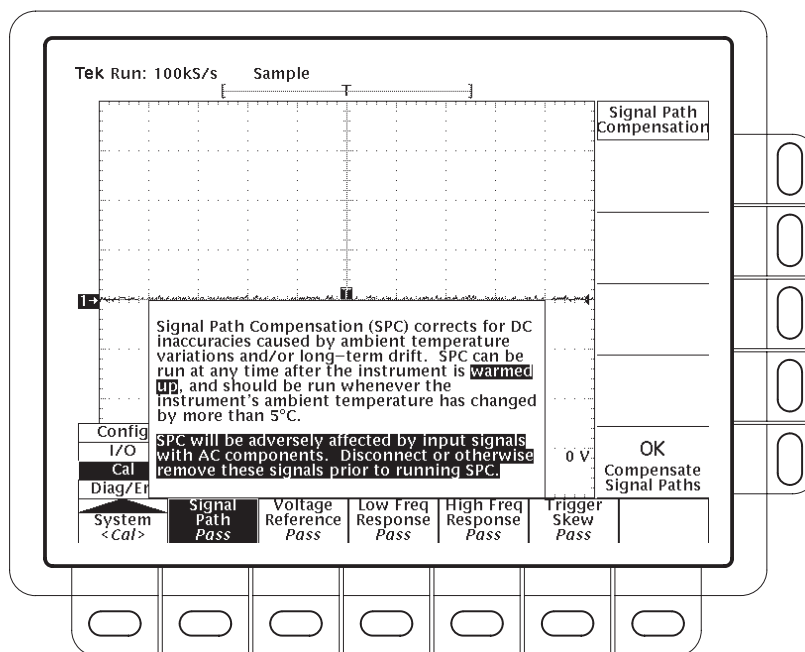 Tek Run: 100kS/s Sample
[ T ]
Signal Path
Compensation
T
1→
Signal Path Compensation (SPC) corrects for DC
inaccuracies caused by ambient temperature
variations and/or long–term drift. SPC can be
run at any time after the instrument is warmed
up, and should be run whenever the
instrument's ambient temperature has changed
by more than 5°C.
SPC will be adversely affected by input signals
with AC components. Disconnect or otherwise
remove these signals prior to running SPC.
0 V
OK
Compensate
Signal Paths
Config
I/O
Cal
Diag/Er
System
<Cal>
Signal
Path
Pass
Voltage
Reference
Pass
Low Freq
Response
Pass
High Freq
Response
Pass
Trigger
Skew
Pass